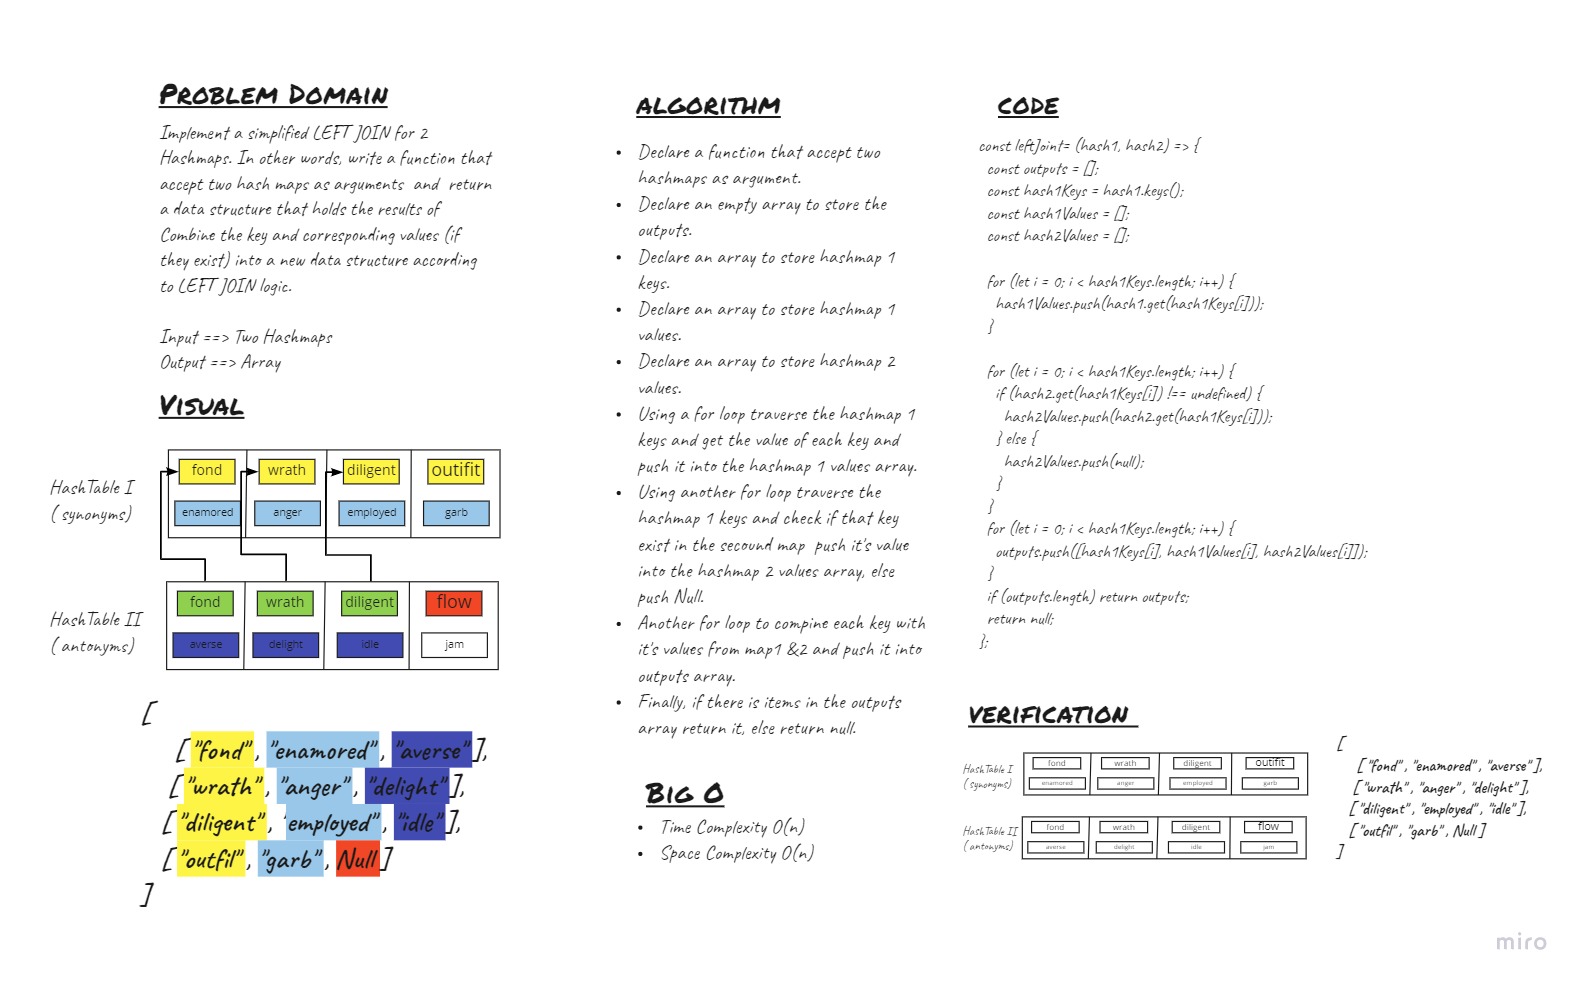 PROBLEM DOMAIN
Implement a simplified LEFT JOIN for 2
Hashmaps. In other words, write a function that
accept two hash maps as arguments and return
a data structure that holds the results of
Combine the key and corresponding values (if
they exist) into a new data structure according
to LEFT JOIN logic.
Input ==> Two Hashmaps
Output ==> Array
VISUAL
HashTable I
( synonyms)
fond wrath diligent outifit
enamored anger employed garb
HashTable II
( antonyms)
fond wrath diligent flow
averse delight idle jam
[
["fond", "enamored", "averse"],
["wrath", "anger", "delight"],
["diligent", "employed", "idle"],
["outfil", "garb", Null]
]
ALGORITHM
• Declare a function that accept two
hashmaps as argument.
• Declare an empty array to store the
outputs.
• Declare an array to store hashmap 1
keys.
• Declare an array to store hashmap 1
values.
• Declare an array to store hashmap 2
values.
• Using a for loop traverse the hashmap 1
keys and get the value of each key and
push it into the hashmap 1 values array.
• Using another for loop traverse the
hashmap 1 keys and check if that key
exist in the secound map push it's value
into the hashmap 2 values array, else
push Null.
• Another for loop to compine each key with
it's values from map1 &2 and push it into
outputs array.
• Finally, if there is items in the outputs
array return it, else return null.
BIG O
• Time Complexity O(n)
• Space Complexity O(n)
CODE
const leftJoint= (hash1, hash2) => {
const outputs = [];
const hash1Keys = hash1.keys();
const hash1Values = [];
const hash2Values = [];
for (let i = 0; i < hash1Keys.length; i++) {
hash1Values.push(hash1.get(hash1Keys[i]));
}
for (let i = 0; i < hash1Keys.length; i++) {
if (hash2.get(hash1Keys[i]) !== undefined) {
hash2Values.push(hash2.get(hash1Keys[i]));
} else {
hash2Values.push(null);
}
}
for (let i = 0; i < hash1Keys.length; i++) {
outputs.push([hash1Keys[i], hash1Values[i], hash2Values[i]]);
}
if (outputs.length) return outputs;
return null;
};
VERIFICATION
HashTable I
( synonyms)
fond wrath diligent outifit
enamored anger employed garb
HashTable II
( antonyms)
fond wrath diligent flow
averse delight idle jam
[
["fond", "enamored", "averse"],
["wrath", "anger", "delight"],
["diligent", "employed", "idle"],
["outfil", "garb", Null]
]
miro